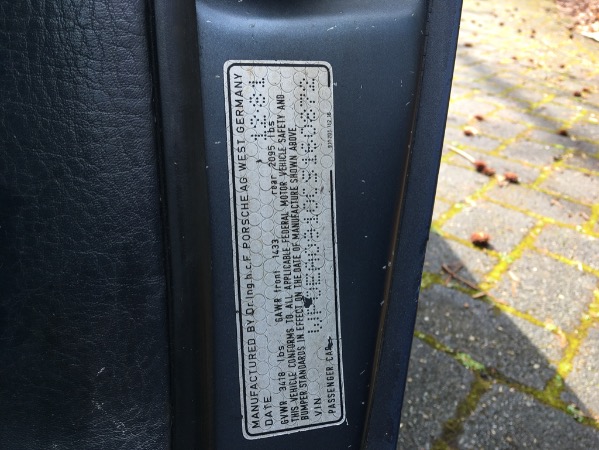 MANUFACTURED BY Dr.Ing.h.c.F. PORSCHE AG WEST GERMANY
DATE 12:81
GVWR 3418 lbs GAWR front 1433 rear 2095 lbs
THIS VEHICLE CONFORMS TO ALL APPLICABLE FEDERAL MOTOR VEHICLE SAFETY AND
BUMPER STANDARDS IN EFFECT ON THE DATE OF MANUFACTURE SHOWN ABOVE.
VIN
PASSENGER CAR